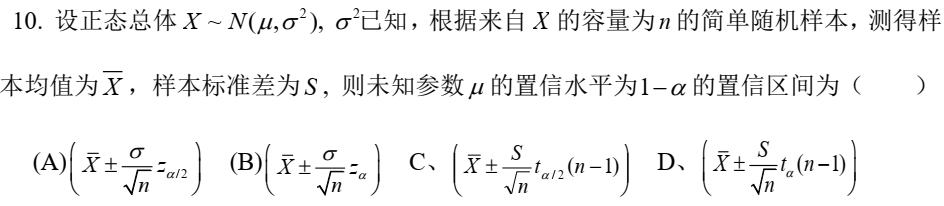 10. 设正态总体 X ~ N(μ,σ²), σ²已知，根据来自 X 的容量为 n 的简单随机样本，测得样
本均值为 X̄ ，样本标准差为 S , 则未知参数 μ 的置信水平为1−α 的置信区间为（　　）
(A)(X̄ ± σ/√n z_{α/2}) (B)(X̄ ± σ/√n z_α) C、(X̄ ± S/√n t_{α/2}(n−1)) D、(X̄ ± S/√n t_α(n−1))